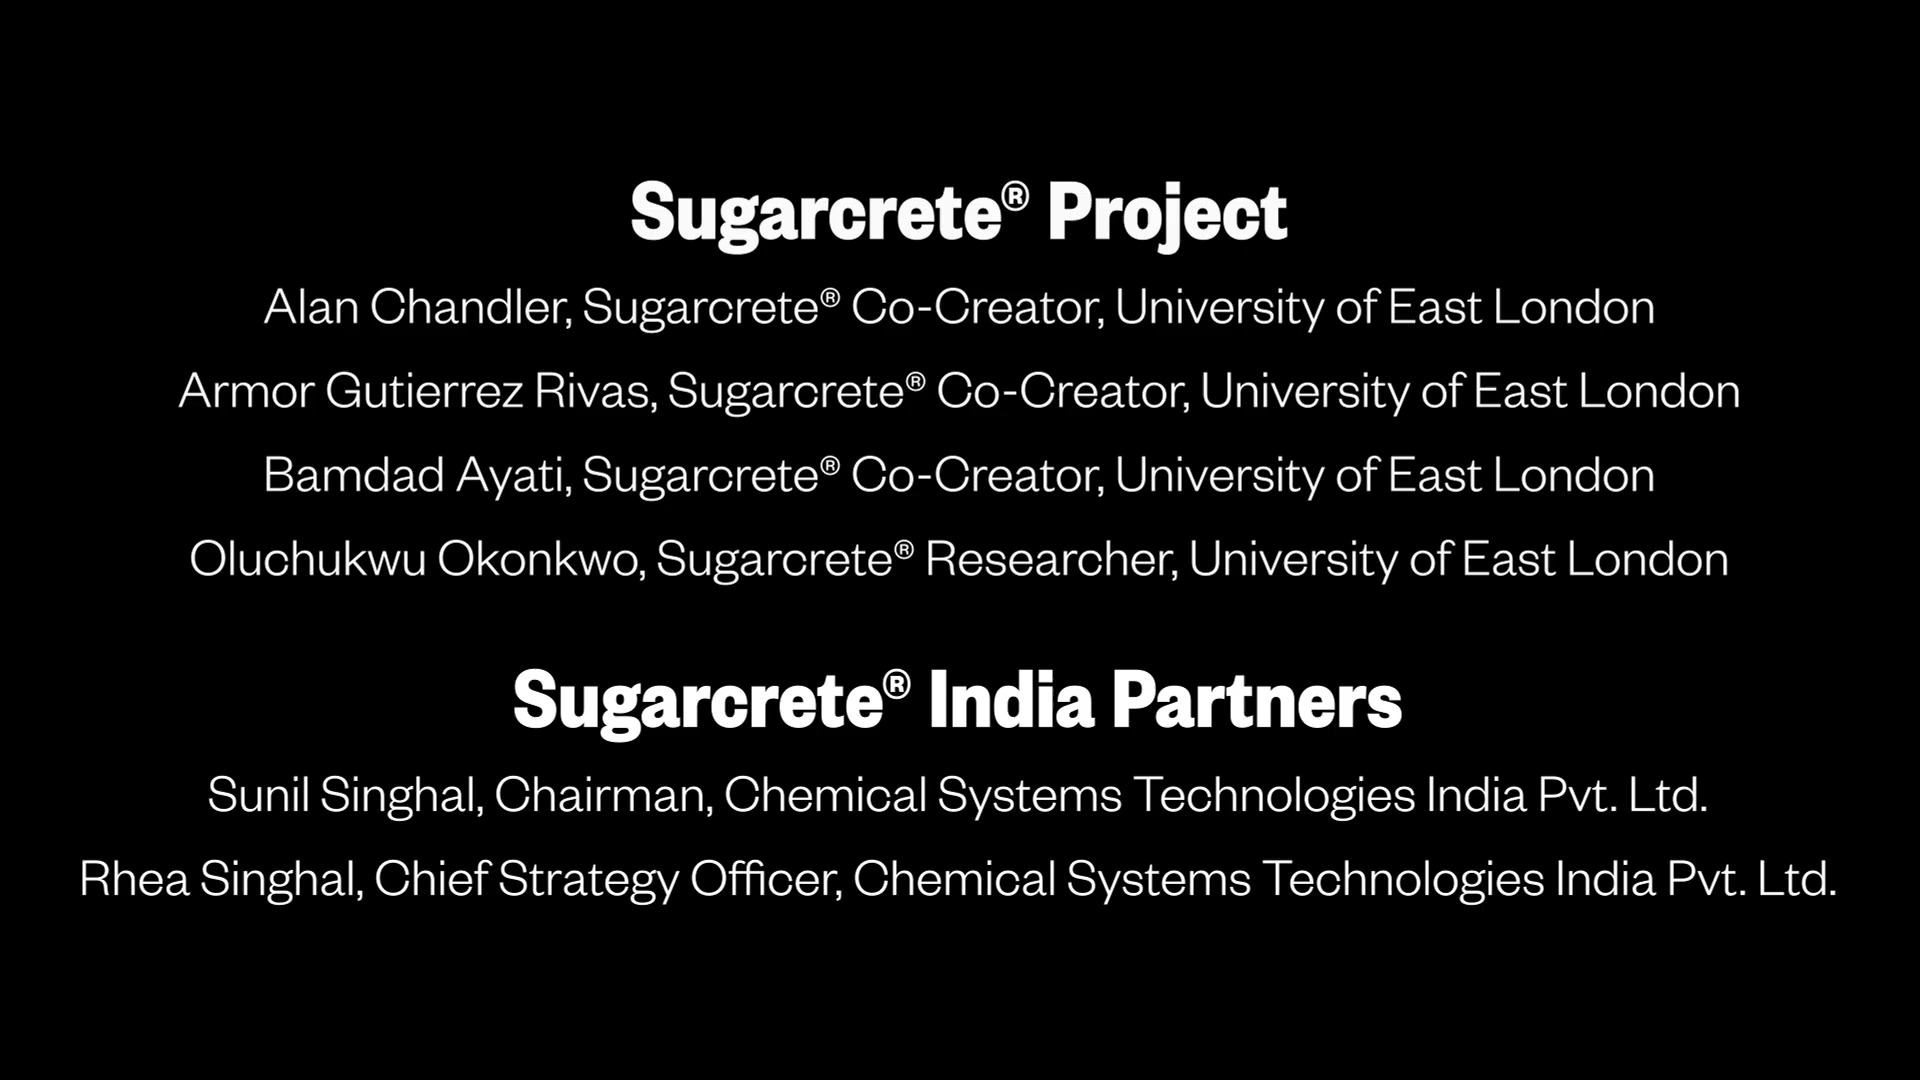 Sugarcrete® Project
Alan Chandler, Sugarcrete® Co-Creator, University of East London
Armor Gutierrez Rivas, Sugarcrete® Co-Creator, University of East London
Bamdad Ayati, Sugarcrete® Co-Creator, University of East London
Oluchukwu Okonkwo, Sugarcrete® Researcher, University of East London
Sugarcrete® India Partners
Sunil Singhal, Chairman, Chemical Systems Technologies India Pvt. Ltd.
Rhea Singhal, Chief Strategy Officer, Chemical Systems Technologies India Pvt. Ltd.